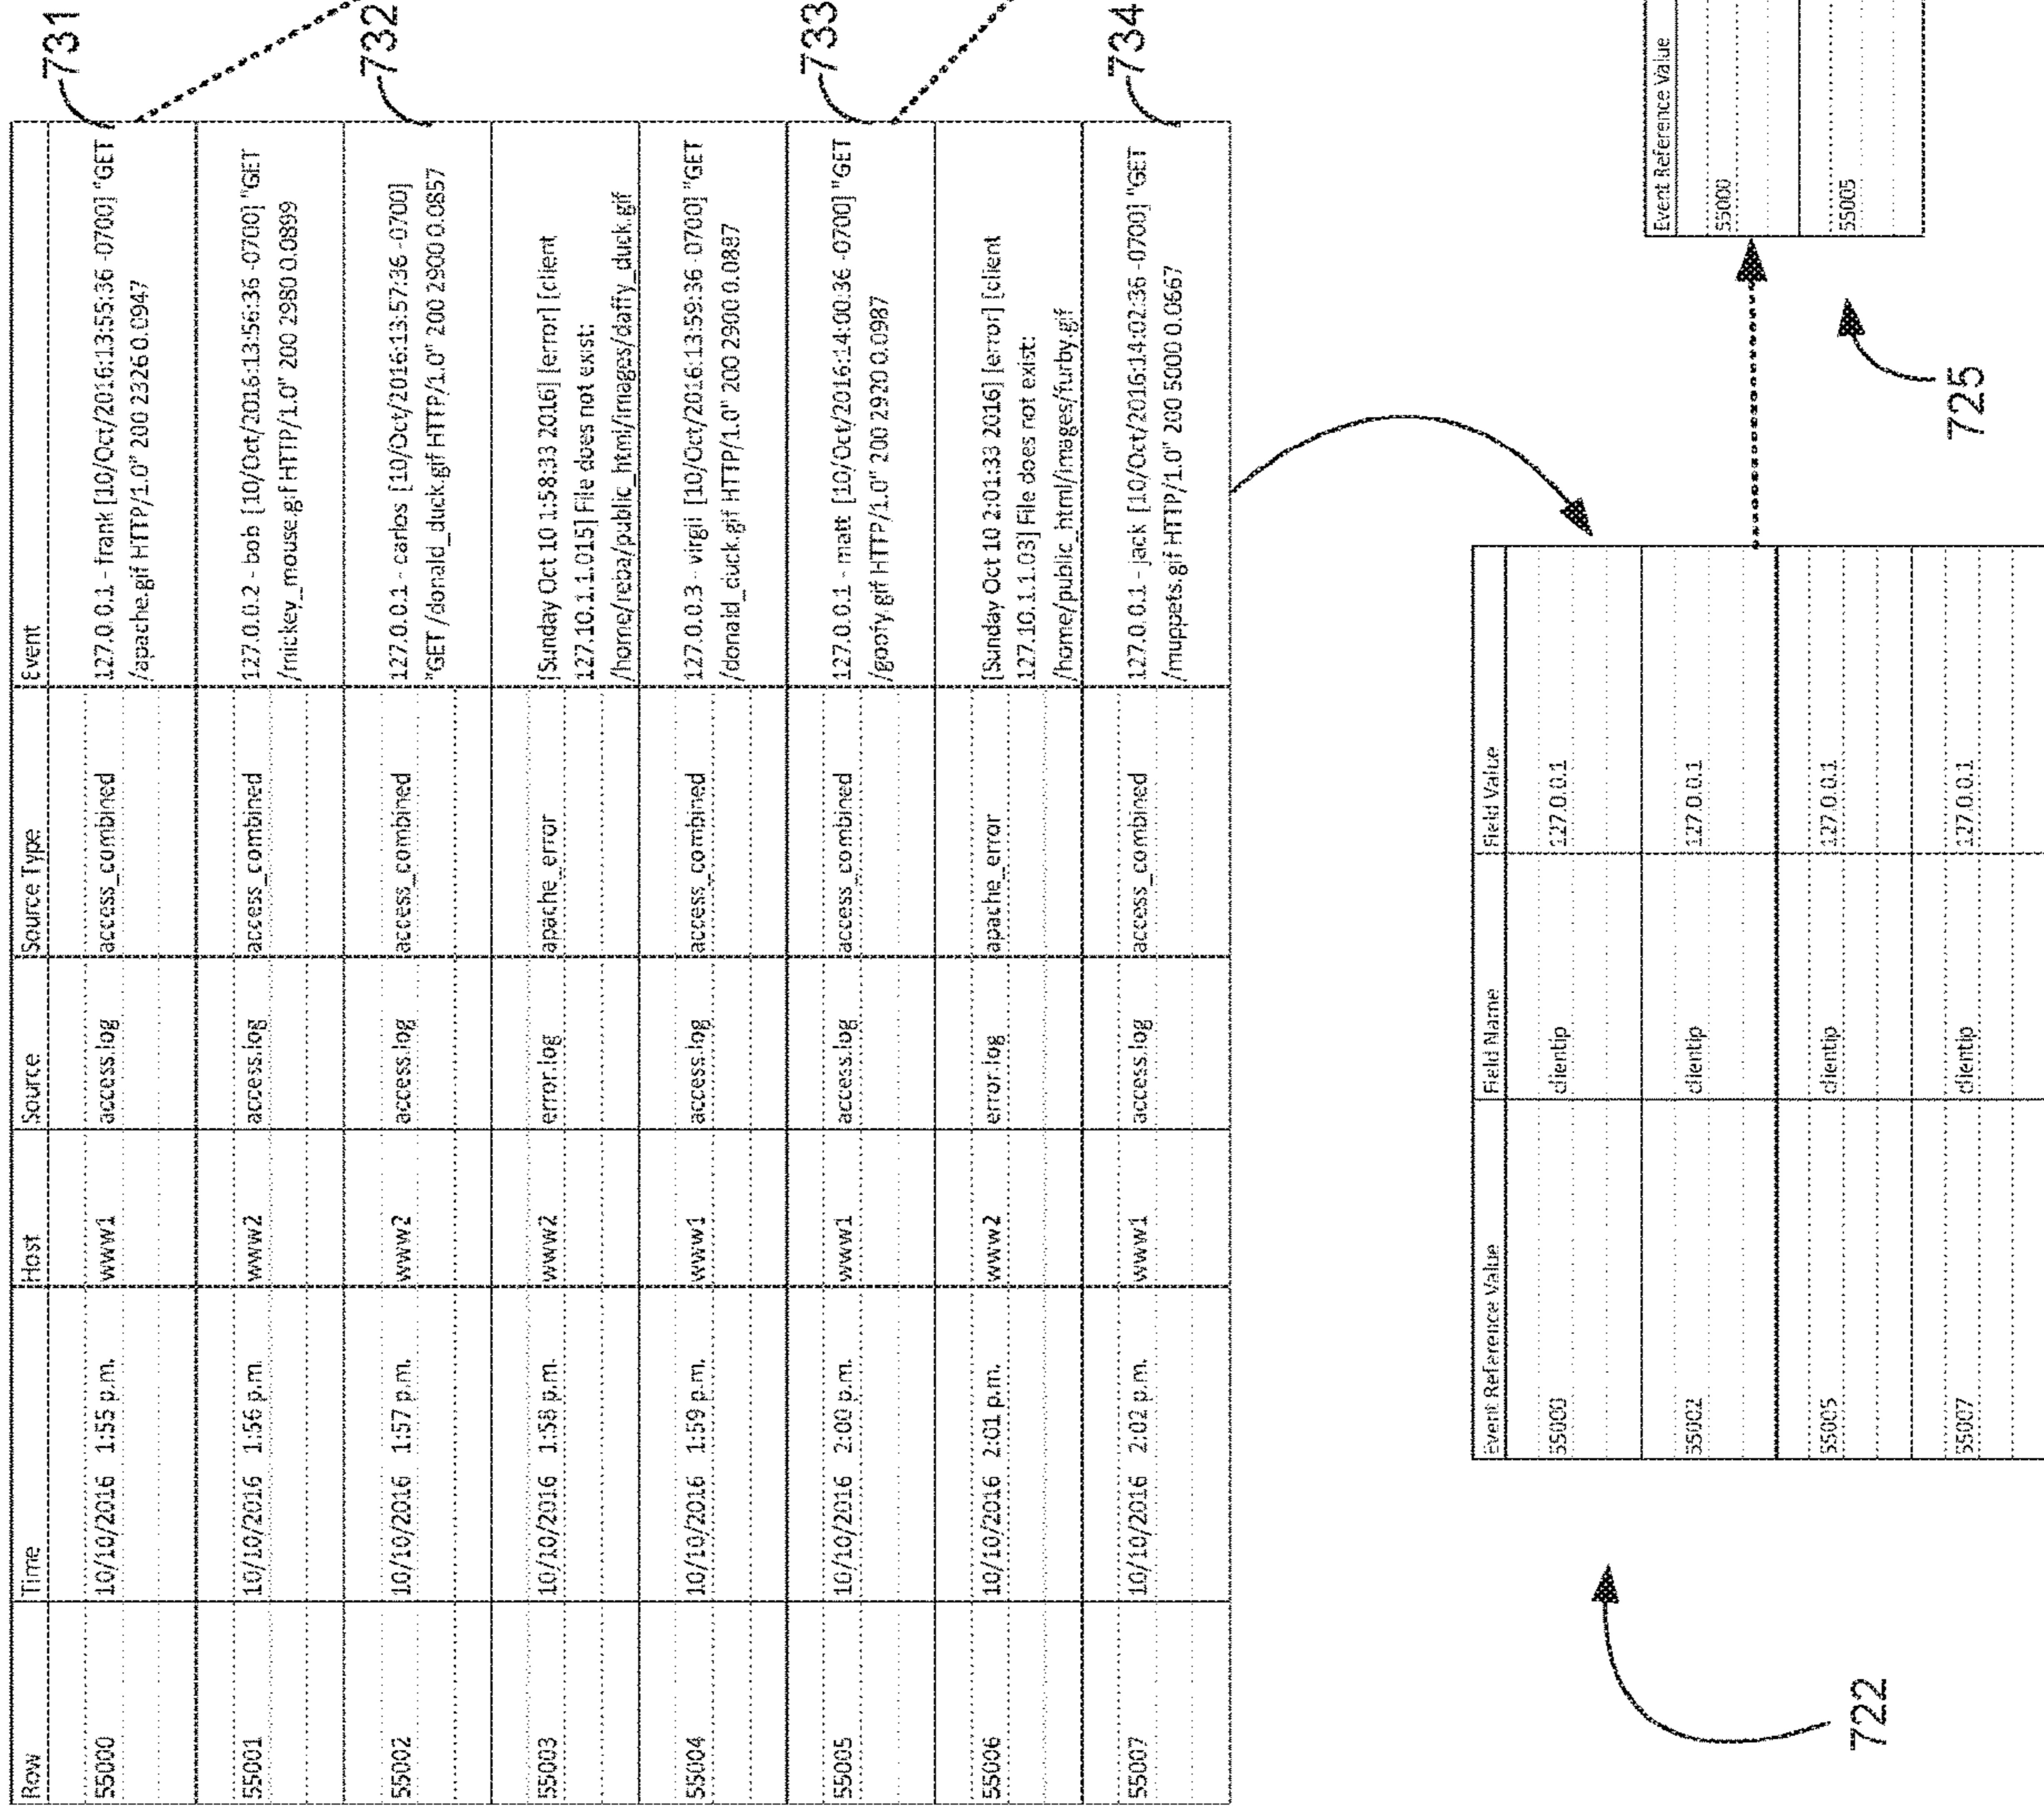 Row Time Host Source Source Type Event
55000 10/10/2016 1:55 p.m. www1 access.log access_combined 127.0.0.1 - frank [10/Oct/2016:13:55:36 -0700] "GET
/apache.gif HTTP/1.0" 200 2326 0.0947
731
55001 10/10/2016 1:56 p.m. www2 access.log access_combined 127.0.0.2 - bob [10/Oct/2016:13:56:36 -0700] "GET
/mickey_mouse.gif HTTP/1.0" 200 2980 0.0899
55002 10/10/2016 1:57 p.m. www2 access.log access_combined 127.0.0.1 - carlos [10/Oct/2016:13:57:36 -0700]
"GET /donald_duck.gif HTTP/1.0" 200 2900 0.0857
732
55003 10/10/2016 1:58 p.m. www2 error.log apache_error [Sunday Oct 10 1:58:33 2016] [error] [client
127.10.1.1.015] File does not exist:
/home/reba/public_html/images/daffy_duck.gif
55004 10/10/2016 1:59 p.m. www1 access.log access_combined 127.0.0.3 - virgil [10/Oct/2016:13:59:36 -0700] "GET
/donald_duck.gif HTTP/1.0" 200 2900 0.0887
55005 10/10/2016 2:00 p.m. www1 access.log access_combined 127.0.0.1 - matt [10/Oct/2016:14:00:36 -0700] "GET
/goofy.gif HTTP/1.0" 200 2920 0.0987
733
55006 10/10/2016 2:01 p.m. www2 error.log apache_error [Sunday Oct 10 2:01:33 2016] [error] [client
127.10.1.1.03] File does not exist:
/home/public_html/images/furby.gif
55007 10/10/2016 2:02 p.m. www1 access.log access_combined 127.0.0.1 - jack [10/Oct/2016:14:02:36 -0700] "GET
/muppets.gif HTTP/1.0" 200 5000 0.0667
734
Event Reference Value Field Name Field Value
55000 clientip 127.0.0.1
55002 clientip 127.0.0.1
55005 clientip 127.0.0.1
55007 clientip 127.0.0.1
722
Event Reference Value
55000
55005
725